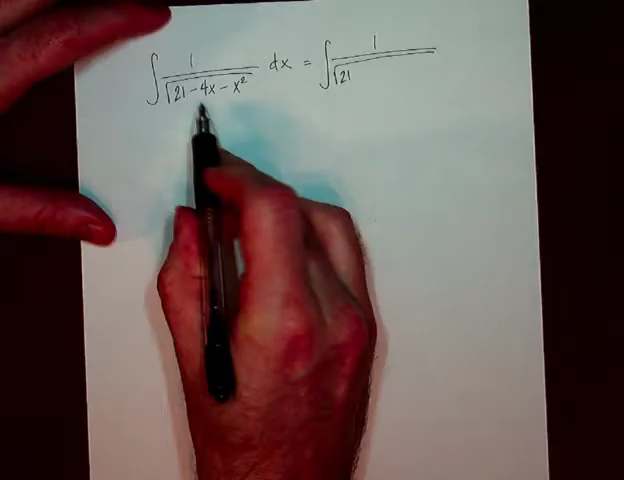 ∫ 1/√(21 - 4x - x²) dx = ∫ 1/√(21